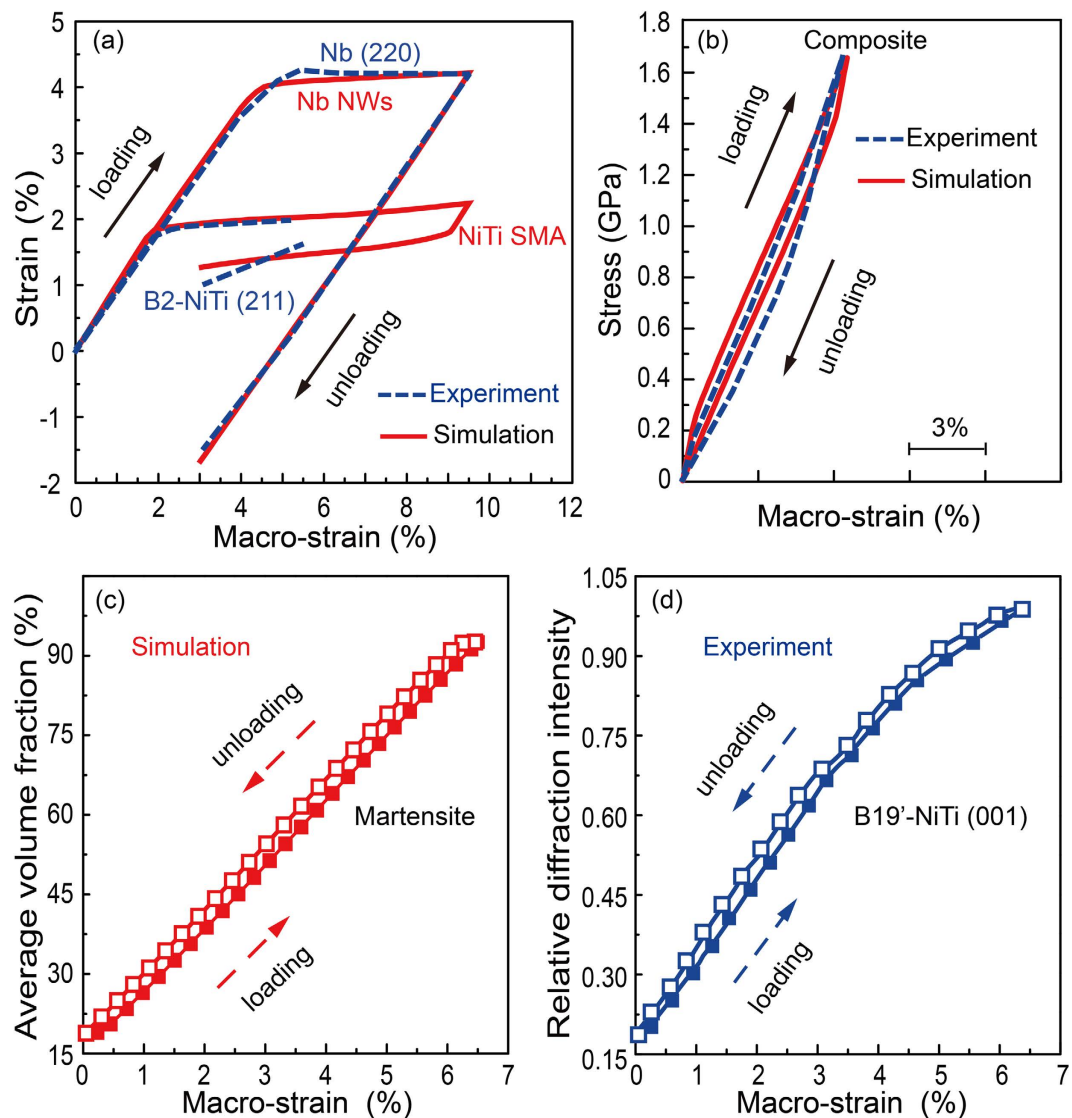 (a)
Nb (220)
Nb NWs
loading
NiTi SMA
B2-NiTi (211)
unloading
Experiment
Simulation
Strain (%)
5
4
3
2
1
0
-1
-2
0 2 4 6 8 10 12
Macro-strain (%)
(b)
Composite
loading
Experiment
Simulation
unloading
3%
Stress (GPa)
1.8
1.6
1.4
1.2
1.0
0.8
0.6
0.4
0.2
0
Macro-strain (%)
(c)
Simulation
unloading
Martensite
loading
Average volume fraction (%)
90
75
60
45
30
15
0 1 2 3 4 5 6 7
Macro-strain (%)
(d)
Experiment
unloading
B19'-NiTi (001)
loading
Relative diffraction intensity
1.05
0.90
0.75
0.60
0.45
0.30
0.15
0 1 2 3 4 5 6 7
Macro-strain (%)